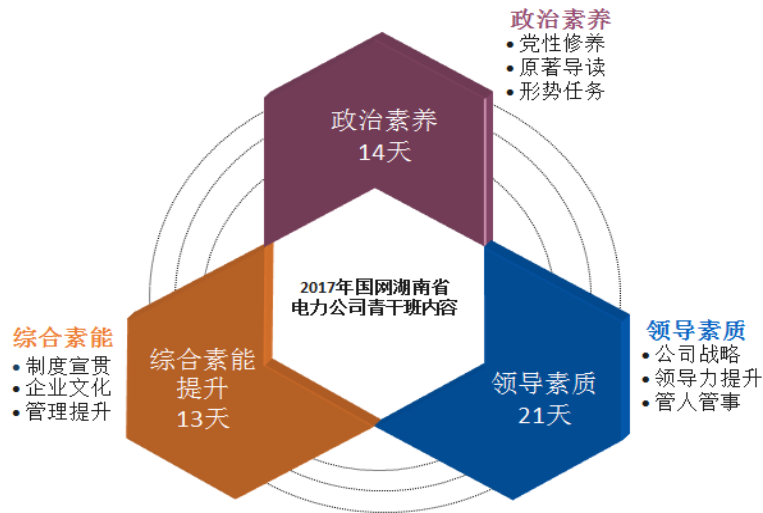 政治素养
• 党性修养
• 原著导读
• 形势任务
政治素养
14天
2017年国网湖南省
电力公司青干班内容
综合素能
• 制度宣贯
• 企业文化
• 管理提升
综合素能
提升
13天
领导素质
21天
领导素质
• 公司战略
• 领导力提升
• 管人管事